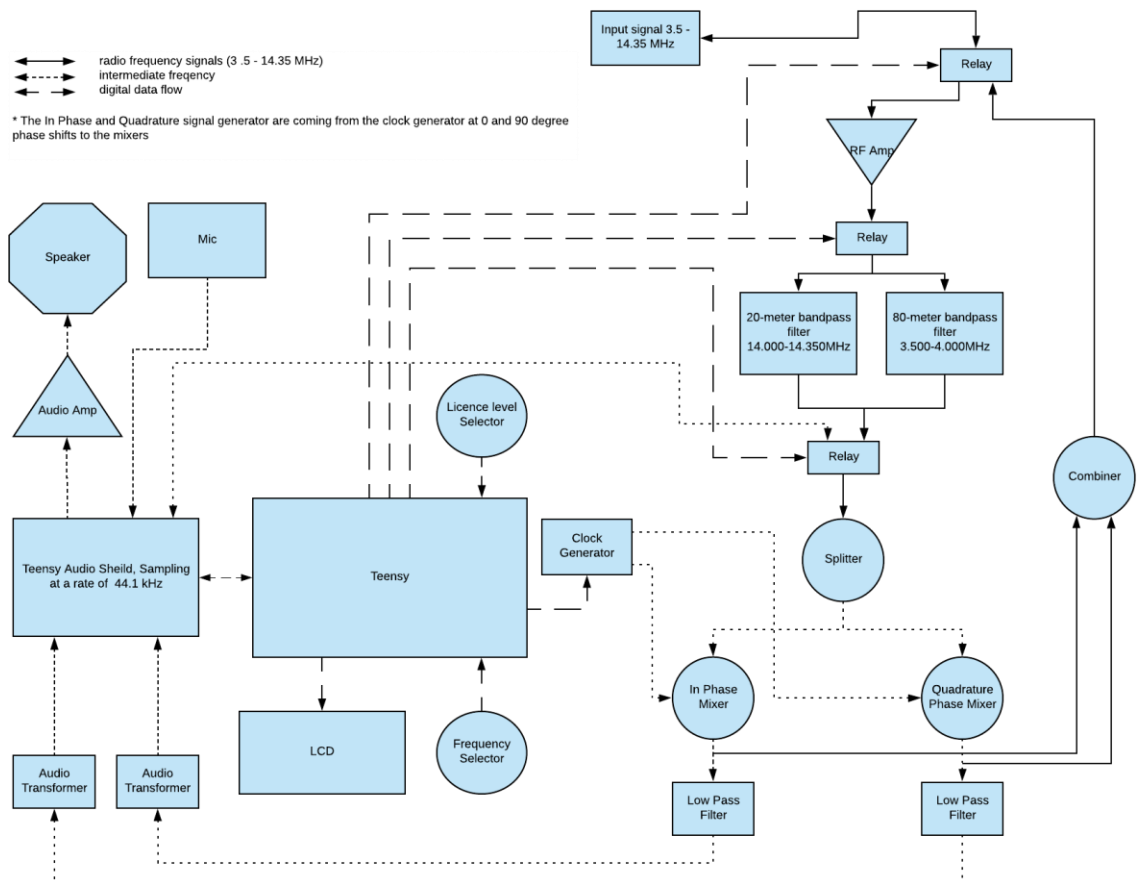 Input signal 3.5 -
14.35 MHz
radio frequency signals (3 .5 - 14.35 MHz)
intermediate freqency
digital data flow
Relay
* The In Phase and Quadrature signal generator are coming from the clock generator at 0 and 90 degree
phase shifts to the mixers
RF Amp
Speaker
Mic
Relay
20-meter bandpass
filter
14.000-14.350MHz
80-meter bandpass
filter
3.500-4.000MHz
Audio Amp
Licence level
Selector
Relay
Combiner
Teensy Audio Sheild, Sampling
at a rate of 44.1 kHz
Teensy
Clock
Generator
Splitter
In Phase
Mixer
Quadrature
Phase Mixer
LCD
Frequency
Selector
Audio
Transformer
Audio
Transformer
Low Pass
Filter
Low Pass
Filter